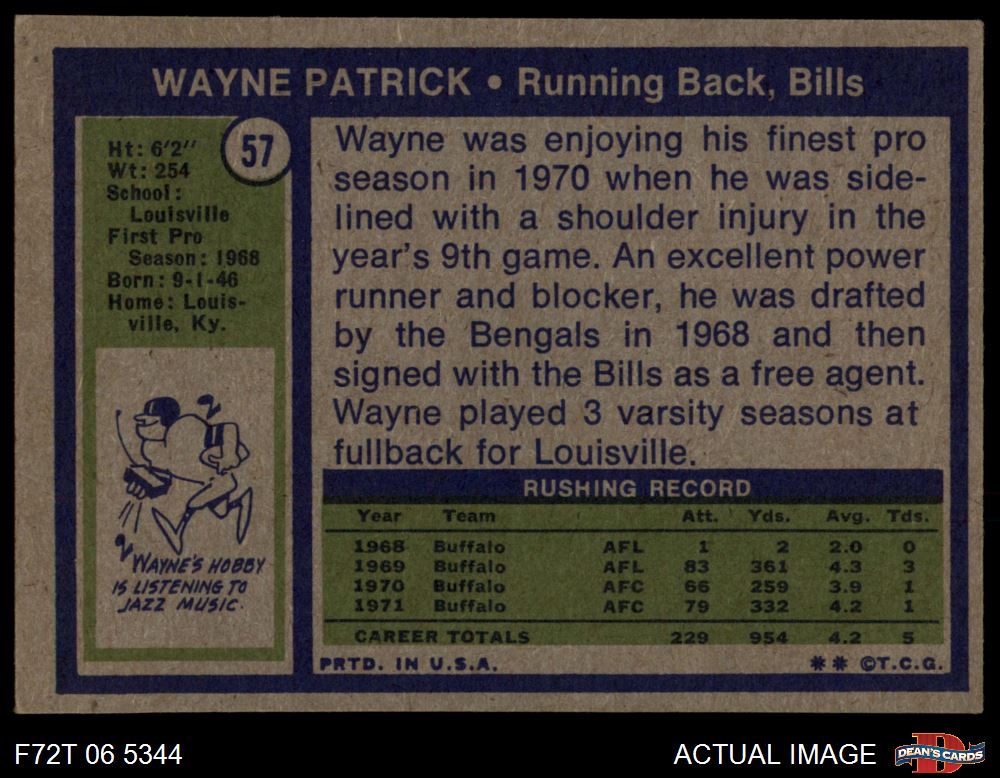 WAYNE PATRICK • Running Back, Bills
57
Ht: 6'2"
Wt: 254
School:
Louisville
First Pro
Season: 1968
Born: 9-1-46
Home: Louis-
ville, Ky.
WAYNE'S HOBBY
IS LISTENING TO
JAZZ MUSIC.
Wayne was enjoying his finest pro
season in 1970 when he was side-
lined with a shoulder injury in the
year's 9th game. An excellent power
runner and blocker, he was drafted
by the Bengals in 1968 and then
signed with the Bills as a free agent.
Wayne played 3 varsity seasons at
fullback for Louisville.
RUSHING RECORD
Year Team Att. Yds. Avg. Tds.
1968 Buffalo AFL 1 2 2.0 0
1969 Buffalo AFL 83 361 4.3 3
1970 Buffalo AFC 66 259 3.9 1
1971 Buffalo AFC 79 332 4.2 1
CAREER TOTALS 229 954 4.2 5
PRTD. IN U.S.A. ** ©T.C.G.
F72T 06 5344 ACTUAL IMAGE
D
DEAN'S CARDS